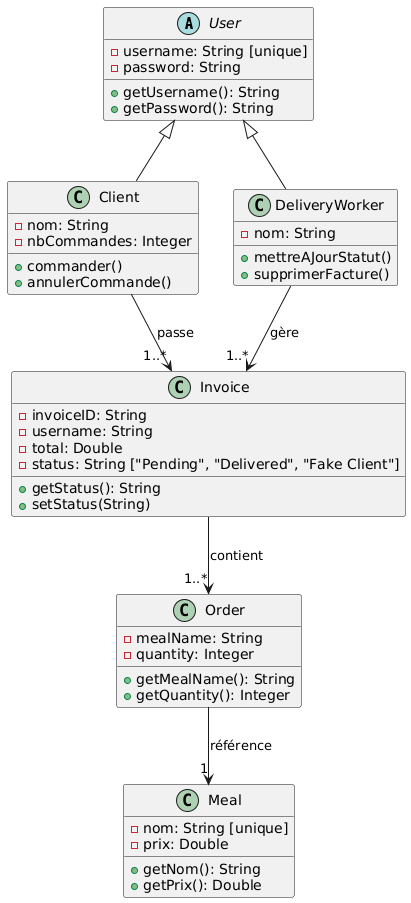 A User
username: String [unique]
password: String
getUsername(): String
getPassword(): String
C Client
nom: String
nbCommandes: Integer
commander()
annulerCommande()
C DeliveryWorker
nom: String
mettreAJourStatut()
supprimerFacture()
passe
1..*
gère
1..*
C Invoice
invoiceID: String
username: String
total: Double
status: String ["Pending", "Delivered", "Fake Client"]
getStatus(): String
setStatus(String)
contient
1..*
C Order
mealName: String
quantity: Integer
getMealName(): String
getQuantity(): Integer
référence
1
C Meal
nom: String [unique]
prix: Double
getNom(): String
getPrix(): Double